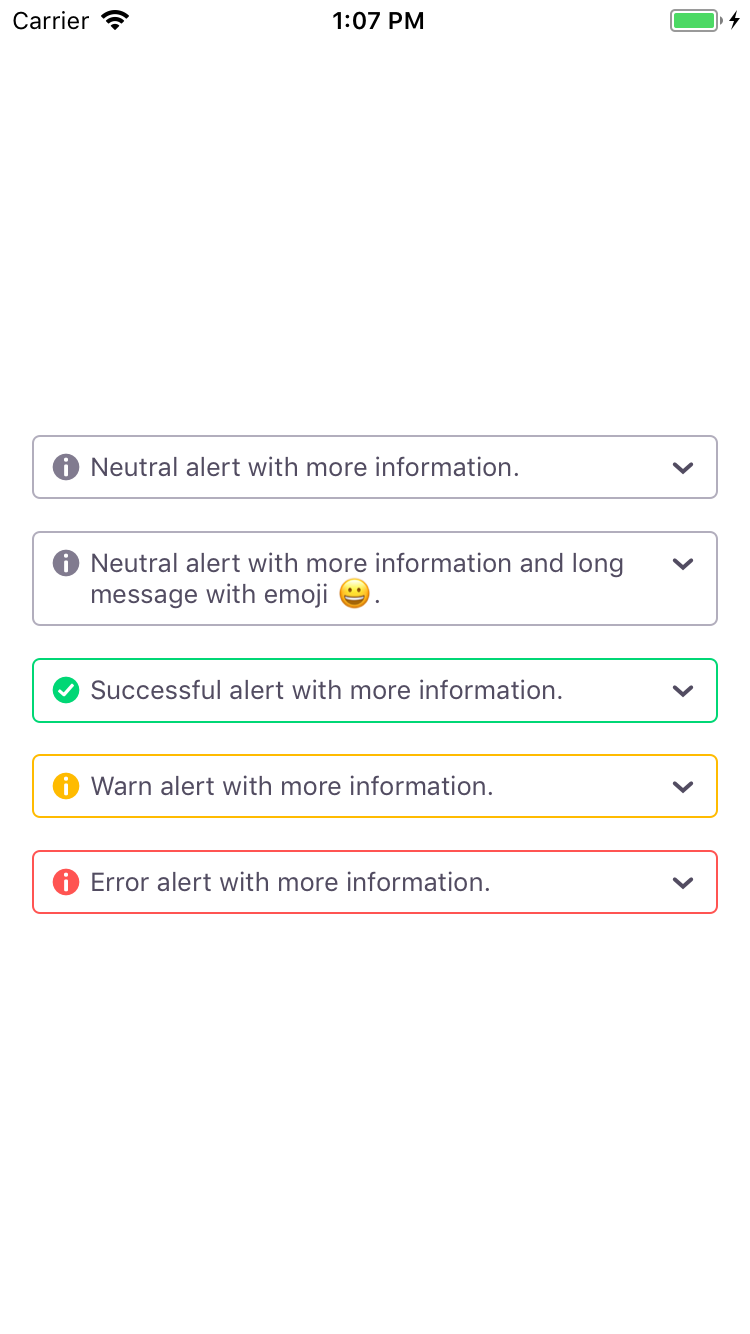 Carrier 1:07 PM
Neutral alert with more information.
Neutral alert with more information and long
message with emoji 😀.
Successful alert with more information.
Warn alert with more information.
Error alert with more information.